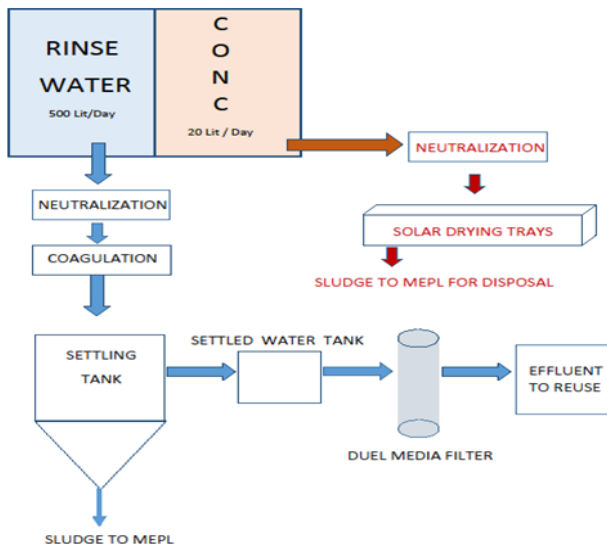 RINSE
WATER
500 Lit/Day
C
O
N
C
20 Lit / Day
NEUTRALIZATION
SOLAR DRYING TRAYS
SLUDGE TO MEPL FOR DISPOSAL
NEUTRALIZATION
COAGULATION
SETTLING
TANK
SETTLED WATER TANK
DUEL MEDIA FILTER
EFFLUENT
TO REUSE
SLUDGE TO MEPL